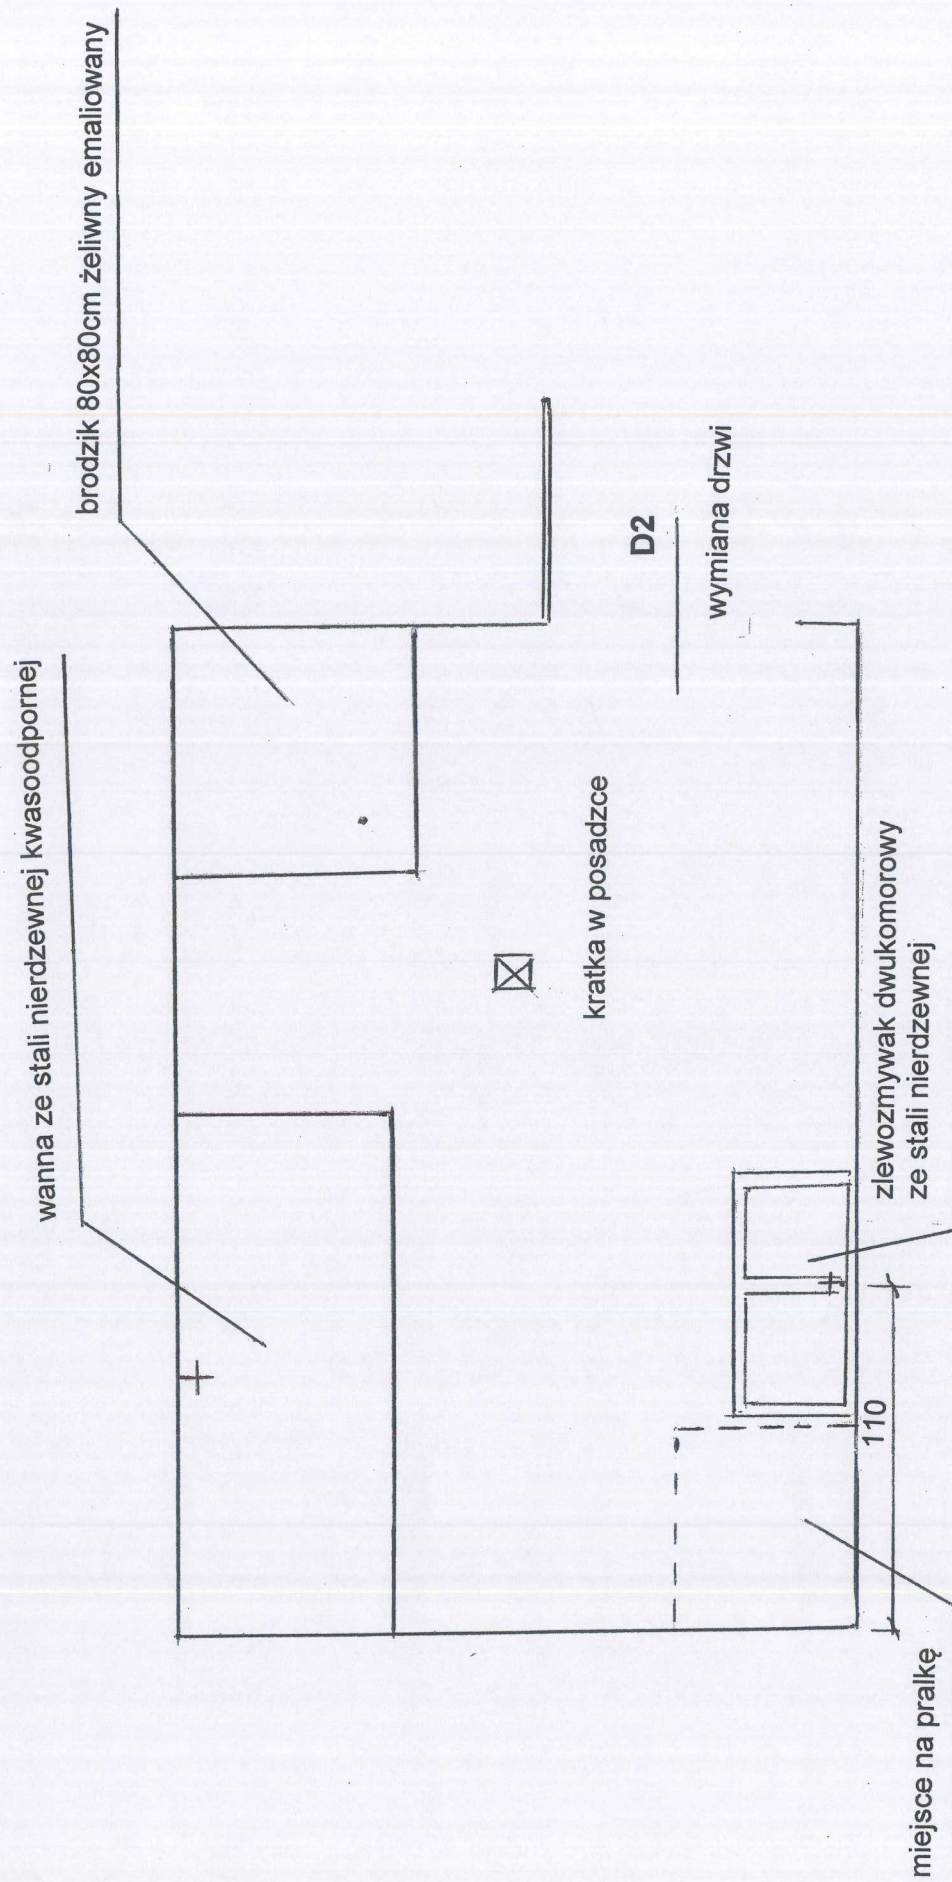 wanna ze stali nierdzewnej kwasoodpornej
brodzik 80x80cm żeliwny emaliowany
D2
wymiana drzwi
kratka w posadzce
zlewozmywak dwukomorowy
ze stali nierdzewnej
110
miejsce na pralkę